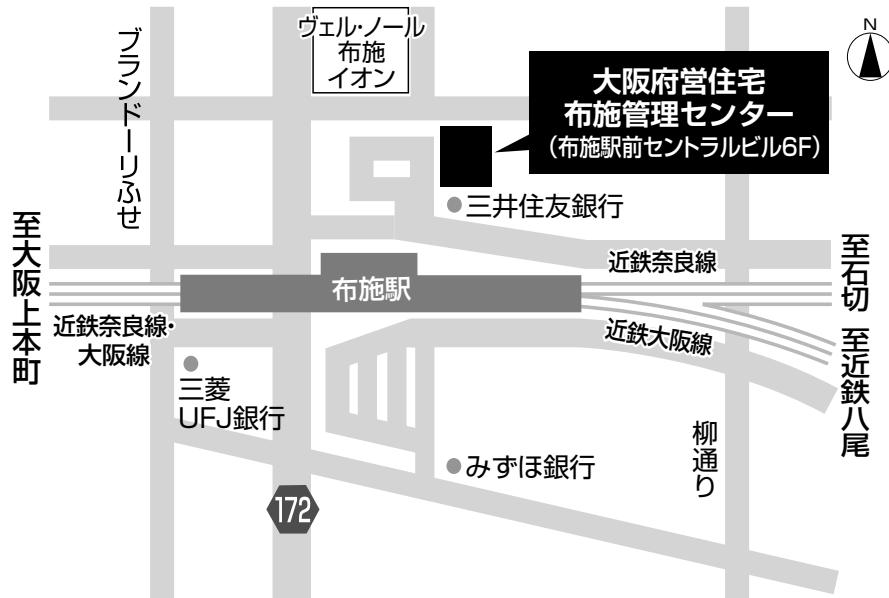 ヴェル・ノール
布施
イオン
N
ブランドーリふせ
大阪府営住宅
布施管理センター
（布施駅前セントラルビル6F）
三井住友銀行
至大阪上本町
近鉄奈良線
至石切
布施駅
近鉄奈良線・
大阪線
近鉄大阪線
至近鉄八尾
三菱
UFJ銀行
柳通り
みずほ銀行
172